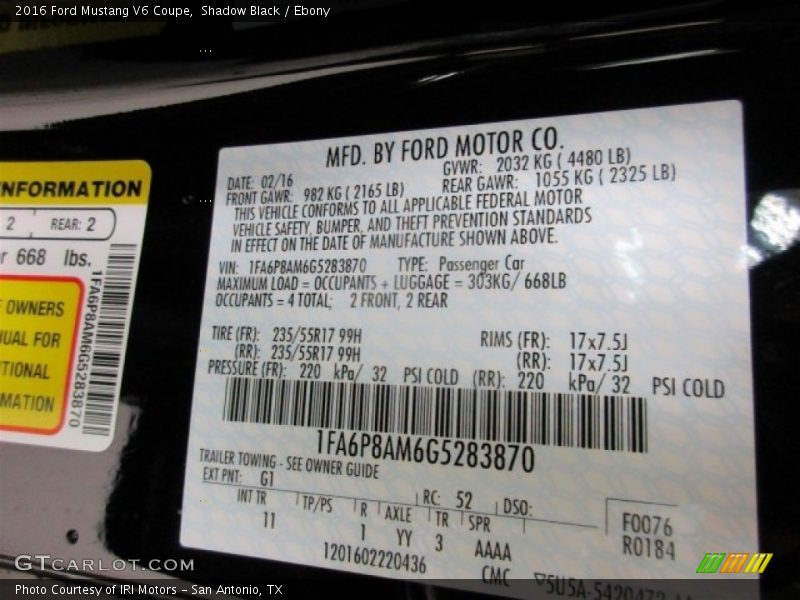 2016 Ford Mustang V6 Coupe, Shadow Black / Ebony
NFORMATION
2 REAR: 2
r 668 lbs.
E OWNERS
UAL FOR
ITIONAL
MATION
1FA6P8AM6G5283870
MFD. BY FORD MOTOR CO.
DATE: 02/16 GVWR: 2032 KG ( 4480 LB)
FRONT GAWR: 982 KG ( 2165 LB) REAR GAWR: 1055 KG ( 2325 LB)
THIS VEHICLE CONFORMS TO ALL APPLICABLE FEDERAL MOTOR
VEHICLE SAFETY, BUMPER, AND THEFT PREVENTION STANDARDS
IN EFFECT ON THE DATE OF MANUFACTURE SHOWN ABOVE.
VIN: 1FA6P8AM6G5283870 TYPE: Passenger Car
MAXIMUM LOAD = OCCUPANTS + LUGGAGE = 303KG/ 668LB
OCCUPANTS = 4 TOTAL; 2 FRONT, 2 REAR
TIRE (FR): 235/55R17 99H RIMS (FR): 17x7.5J
(RR): 235/55R17 99H (RR): 17x7.5J
PRESSURE (FR): 220 kPa/ 32 PSI COLD (RR): 220 kPa/ 32 PSI COLD
1FA6P8AM6G5283870
TRAILER TOWING - SEE OWNER GUIDE
EXT PNT: G1 RC: 52 DSO:
INT TR TP/PS R AXLE TR SPR F0076
11 1 YY 3 AAAA R0184
1201602220436 CMC
GTCARLOT.COM
Photo Courtesy of IRI Motors – San Antonio, TX